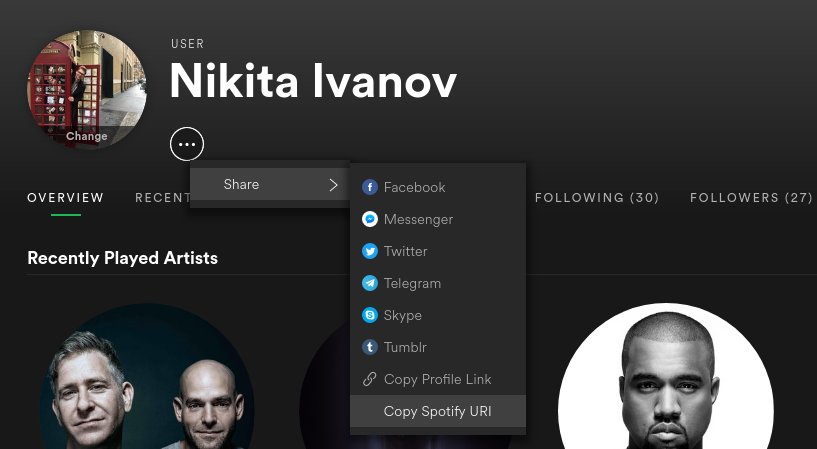 USER
Nikita Ivanov
Change
Share
Facebook
Messenger
Twitter
Telegram
Skype
Tumblr
Copy Profile Link
Copy Spotify URI
OVERVIEW
RECENT
FOLLOWING (30)
FOLLOWERS (27)
Recently Played Artists